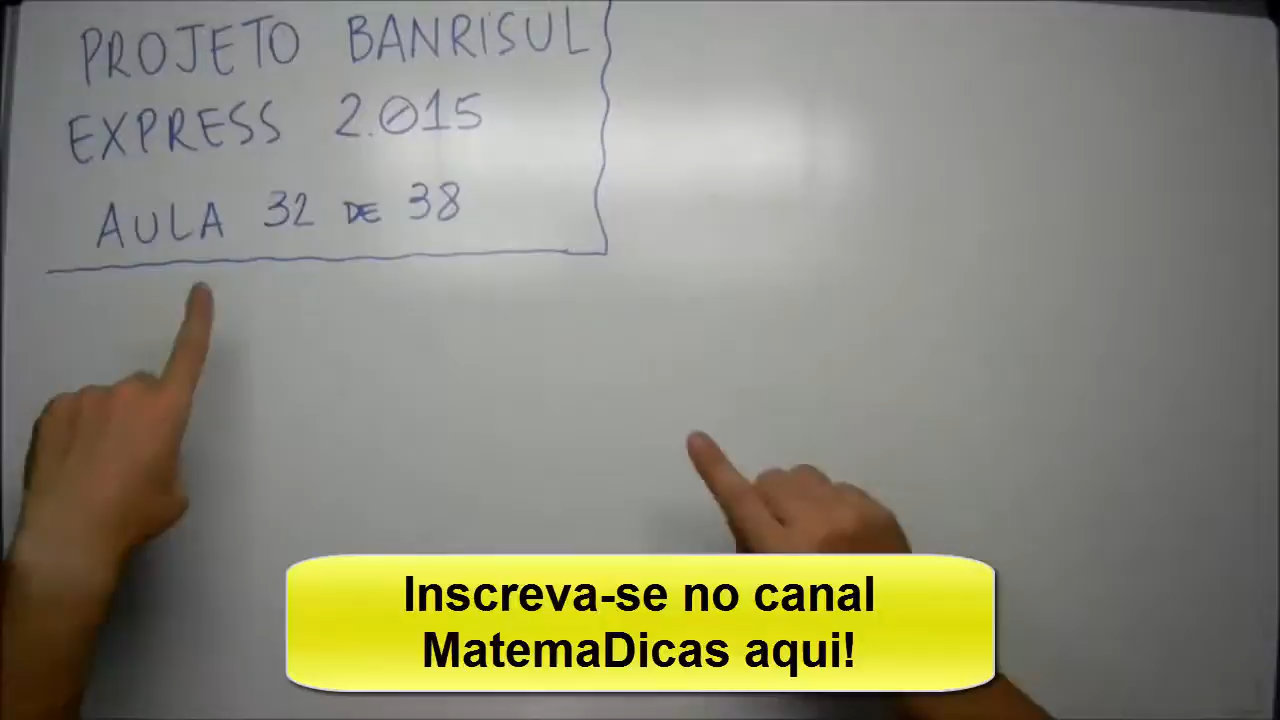 PROJETO BANRISUL
EXPRESS 2.015
AULA 32 DE 38
Inscreva-se no canal
MatemaDicas aqui!